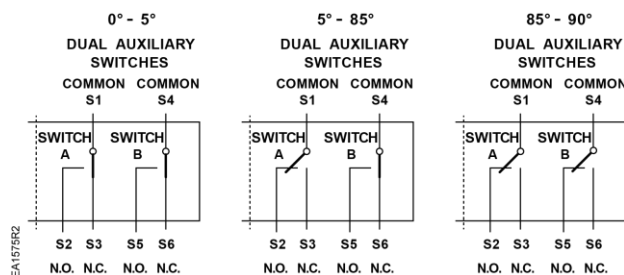 0° - 5°
DUAL AUXILIARY
SWITCHES
COMMON COMMON
S1 S4
SWITCH SWITCH
A B
S2 S3 S5 S6
N.O. N.C. N.O. N.C.
5° - 85°
DUAL AUXILIARY
SWITCHES
COMMON COMMON
S1 S4
SWITCH SWITCH
A B
S2 S3 S5 S6
N.O. N.C. N.O. N.C.
85° - 90°
DUAL AUXILIARY
SWITCHES
COMMON COMMON
S1 S4
SWITCH SWITCH
A B
S2 S3 S5 S6
N.O. N.C. N.O. N.C.
EA1575R2